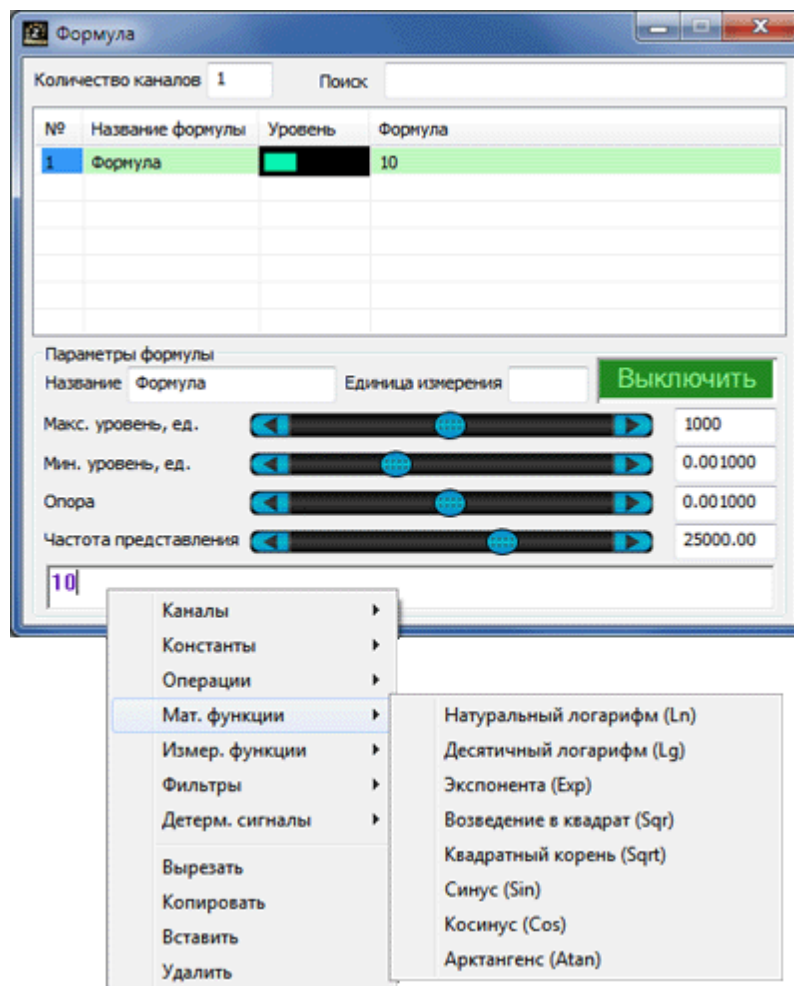 Формула
Количество каналов 1 Поиск
№ Название формулы Уровень Формула
1 Формула 10
Параметры формулы
Название Формула Единица измерения Выключить
Макс. уровень, ед. 1000
Мин. уровень, ед. 0.001000
Опора 0.001000
Частота представления 25000.00
10
Каналы
Константы
Операции
Мат. функции
Измер. функции
Фильтры
Детерм. сигналы
Вырезать
Копировать
Вставить
Удалить
Натуральный логарифм (Ln)
Десятичный логарифм (Lg)
Экспонента (Exp)
Возведение в квадрат (Sqr)
Квадратный корень (Sqrt)
Синус (Sin)
Косинус (Cos)
Арктангенс (Atan)